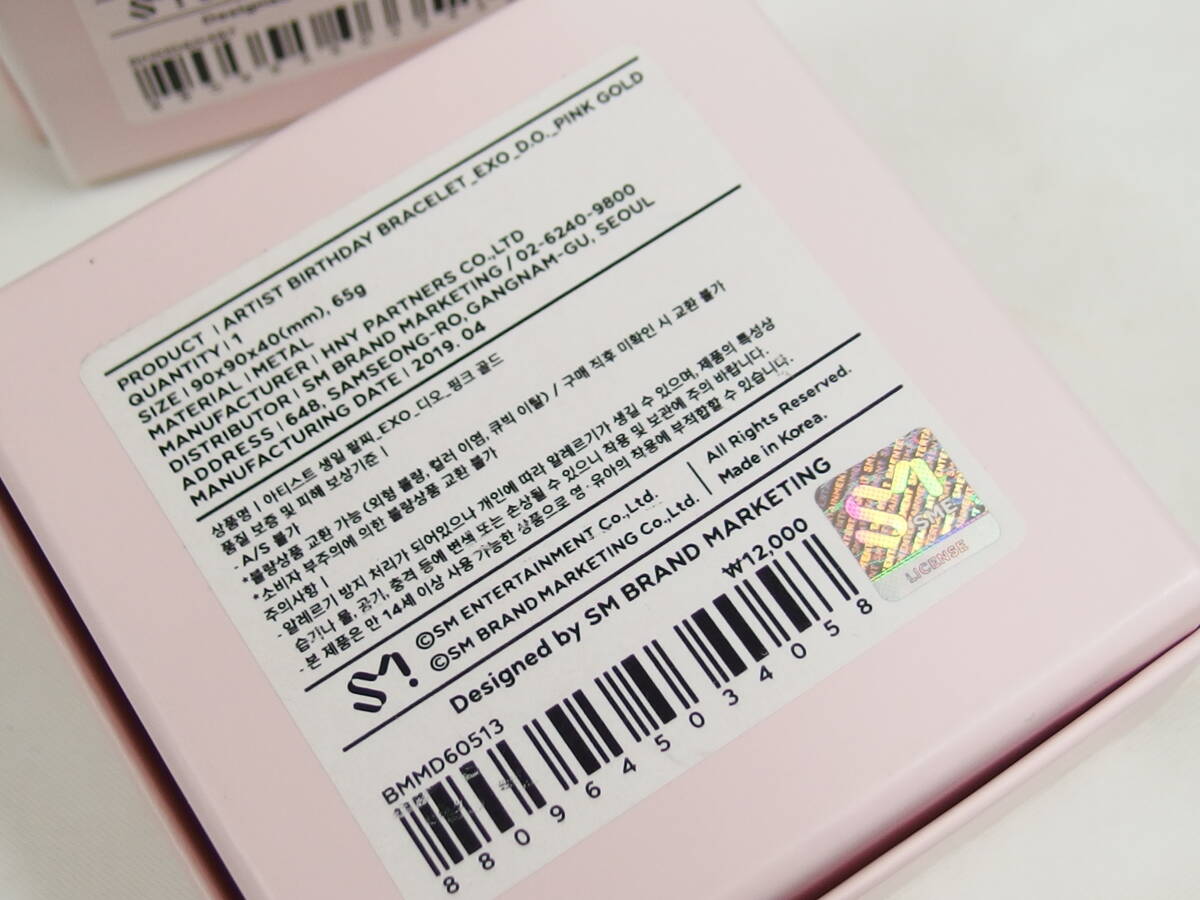 Designed
PRODUCT | ARTIST BIRTHDAY BRACELET_EXO_D.O._PINK GOLD
QUANTITY | 1
SIZE | 90x90x40(mm), 65g
MATERIAL | METAL
MANUFACTURER | HNY PARTNERS CO.,LTD
DISTRIBUTOR | SM BRAND MARKETING / 02-6240-9800
ADDRESS | 648, SAMSEONG-RO, GANGNAM-GU, SEOUL
MANUFACTURING DATE | 2019. 04
상품명 | 아티스트 생일 팔찌_EXO_디오_핑크 골드
품질 보증 및 피해 보상기준 |
- A/S 불가
*불량상품 교환 가능 (외형 불량, 컬러 이염, 큐빅 이탈) / 구매 직후 미확인 시 교환 불가
*소비자 부주의에 의한 불량상품 교환 불가
주의사항 |
-알레르기 방지 처리가 되어있으나 개인에 따라 알레르기가 생길 수 있으며, 제품의 특성상
습기나 물, 공기, 충격 등에 변색 또는 손상될 수 있으니 착용 및 보관에 주의 바랍니다.
-본 제품은 만 14세 이상 사용 가능한 상품으로 영·유아의 착용에 부적합할 수 있습니다.
SM!
©SM ENTERTAINMENT Co.,Ltd.
©SM BRAND MARKETING Co.,Ltd.
All Rights Reserved.
Made in Korea.
Designed by SM BRAND MARKETING
₩12,000
BMMD60513
8809645034058
SM
SME
LICENSE